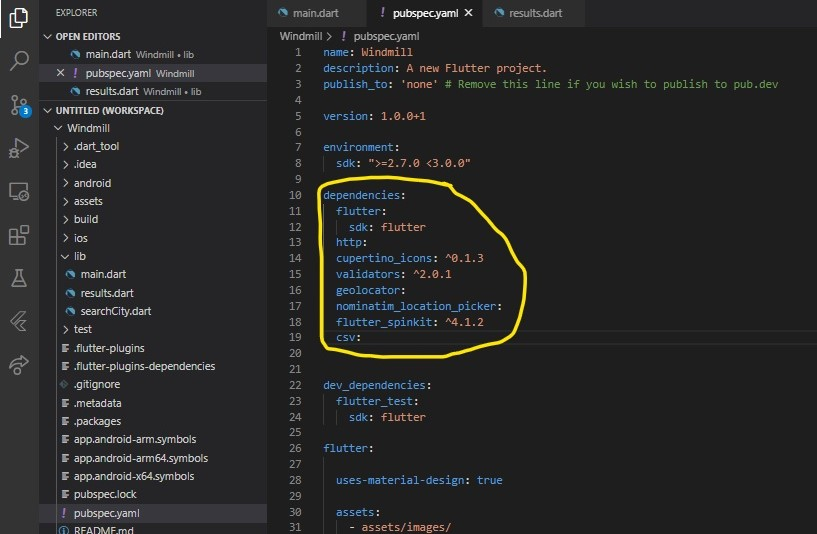 EXPLORER
OPEN EDITORS
main.dart Windmill • lib
pubspec.yaml Windmill
results.dart Windmill • lib
UNTITLED (WORKSPACE)
Windmill
.dart_tool
.idea
android
assets
build
ios
lib
main.dart
results.dart
searchCity.dart
test
.flutter-plugins
.flutter-plugins-dependencies
.gitignore
.metadata
.packages
app.android-arm.symbols
app.android-arm64.symbols
app.android-x64.symbols
pubspec.lock
pubspec.yaml
README.md
3
main.dart
pubspec.yaml
results.dart
Windmill > pubspec.yaml
1 name: Windmill
2 description: A new Flutter project.
3 publish_to: 'none' # Remove this line if you wish to publish to pub.dev
4
5 version: 1.0.0+1
6
7 environment:
8 sdk: ">=2.7.0 <3.0.0"
9
10 dependencies:
11 flutter:
12 sdk: flutter
13 http:
14 cupertino_icons: ^0.1.3
15 validators: ^2.0.1
16 geolocator:
17 nominatim_location_picker:
18 flutter_spinkit: ^4.1.2
19 csv:
20
21
22 dev_dependencies:
23 flutter_test:
24 sdk: flutter
25
26 flutter:
27
28 uses-material-design: true
29
30 assets:
31 - assets/images/